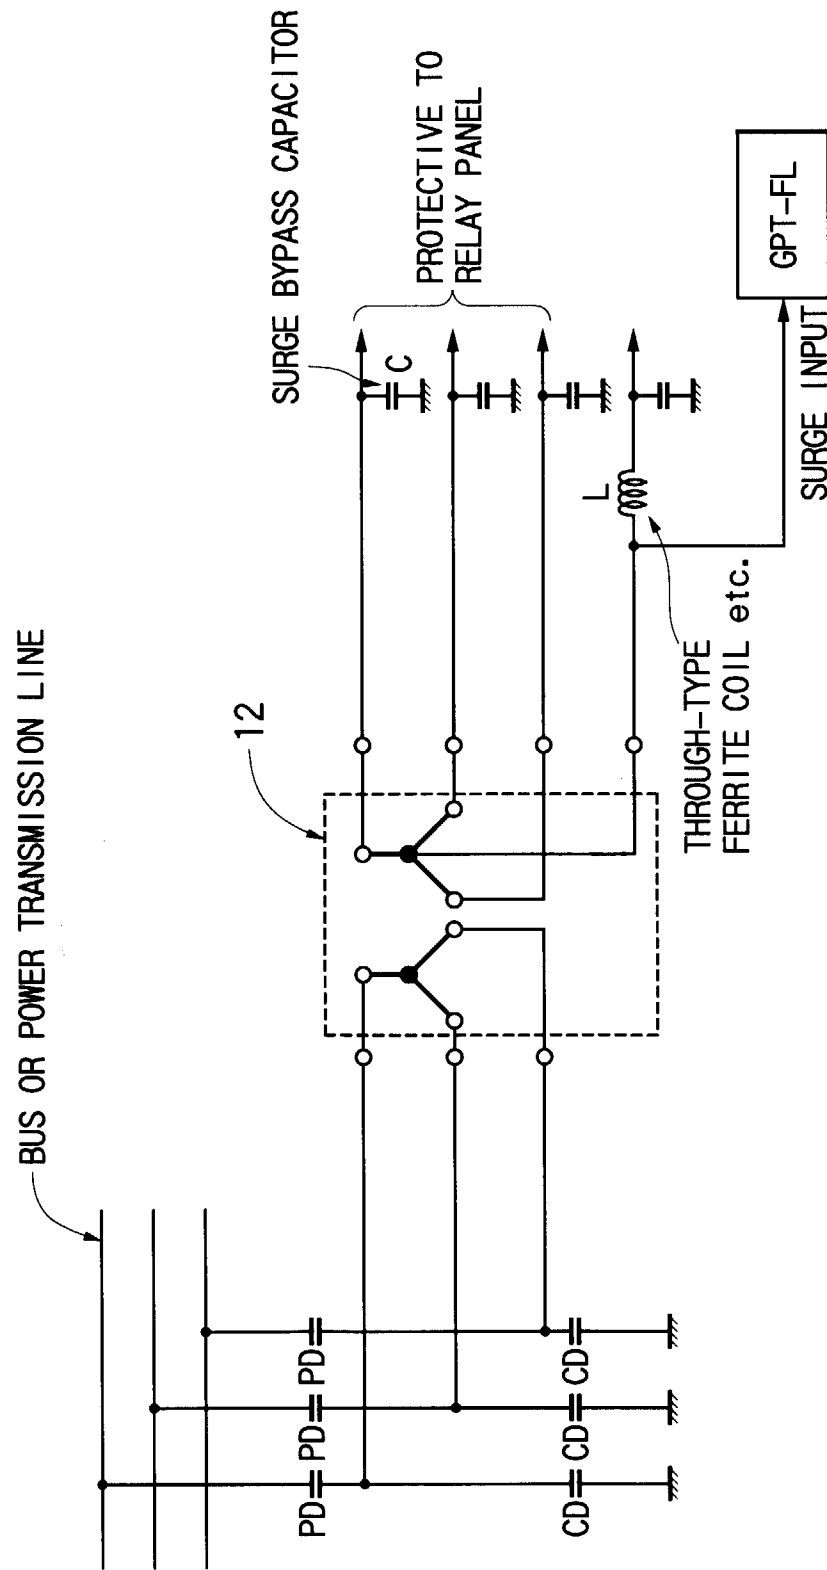 BUS OR POWER TRANSMISSION LINE
12
SURGE BYPASS CAPACITOR
C
PROTECTIVE TO
RELAY PANEL
L
THROUGH-TYPE
FERRITE COIL etc.
SURGE INPUT
GPT-FL
PD
PD
PD
CD
CD
CD